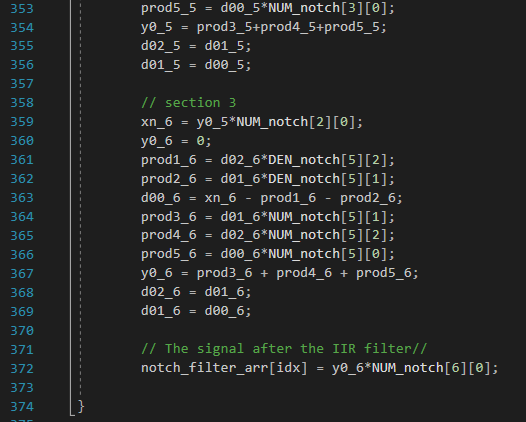 353 prod5_5 = d00_5*NUM_notch[3][0];
354 y0_5 = prod3_5+prod4_5+prod5_5;
355 d02_5 = d01_5;
356 d01_5 = d00_5;
357
358 // section 3
359 xn_6 = y0_5*NUM_notch[2][0];
360 y0_6 = 0;
361 prod1_6 = d02_6*DEN_notch[5][2];
362 prod2_6 = d01_6*DEN_notch[5][1];
363 d00_6 = xn_6 - prod1_6 - prod2_6;
364 prod3_6 = d01_6*NUM_notch[5][1];
365 prod4_6 = d02_6*NUM_notch[5][2];
366 prod5_6 = d00_6*NUM_notch[5][0];
367 y0_6 = prod3_6 + prod4_6 + prod5_6;
368 d02_6 = d01_6;
369 d01_6 = d00_6;
370
371 // The signal after the IIR filter//
372 notch_filter_arr[idx] = y0_6*NUM_notch[6][0];
373
374 }